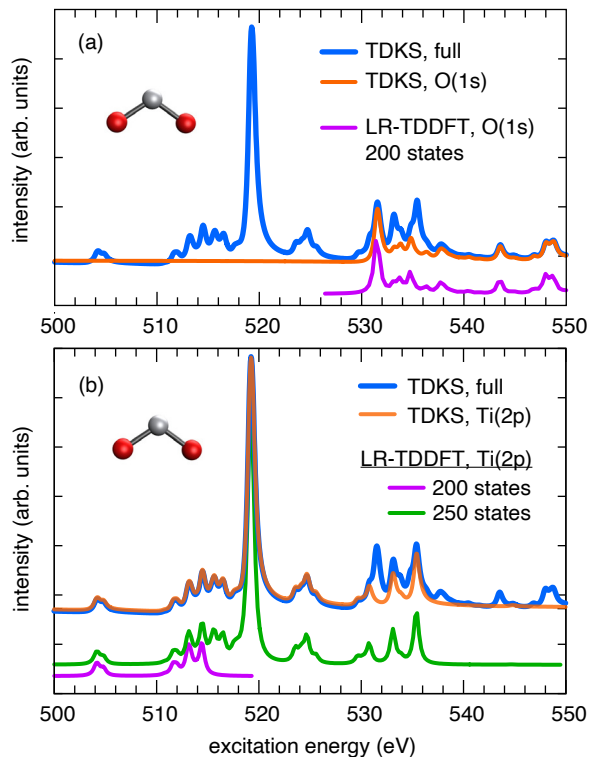 (a)
TDKS, full
TDKS, O(1s)
LR-TDDFT, O(1s)
200 states
intensity (arb. units)
500 510 520 530 540 550
(b)
TDKS, full
TDKS, Ti(2p)
LR-TDDFT, Ti(2p)
200 states
250 states
intensity (arb. units)
500 510 520 530 540 550
excitation energy (eV)